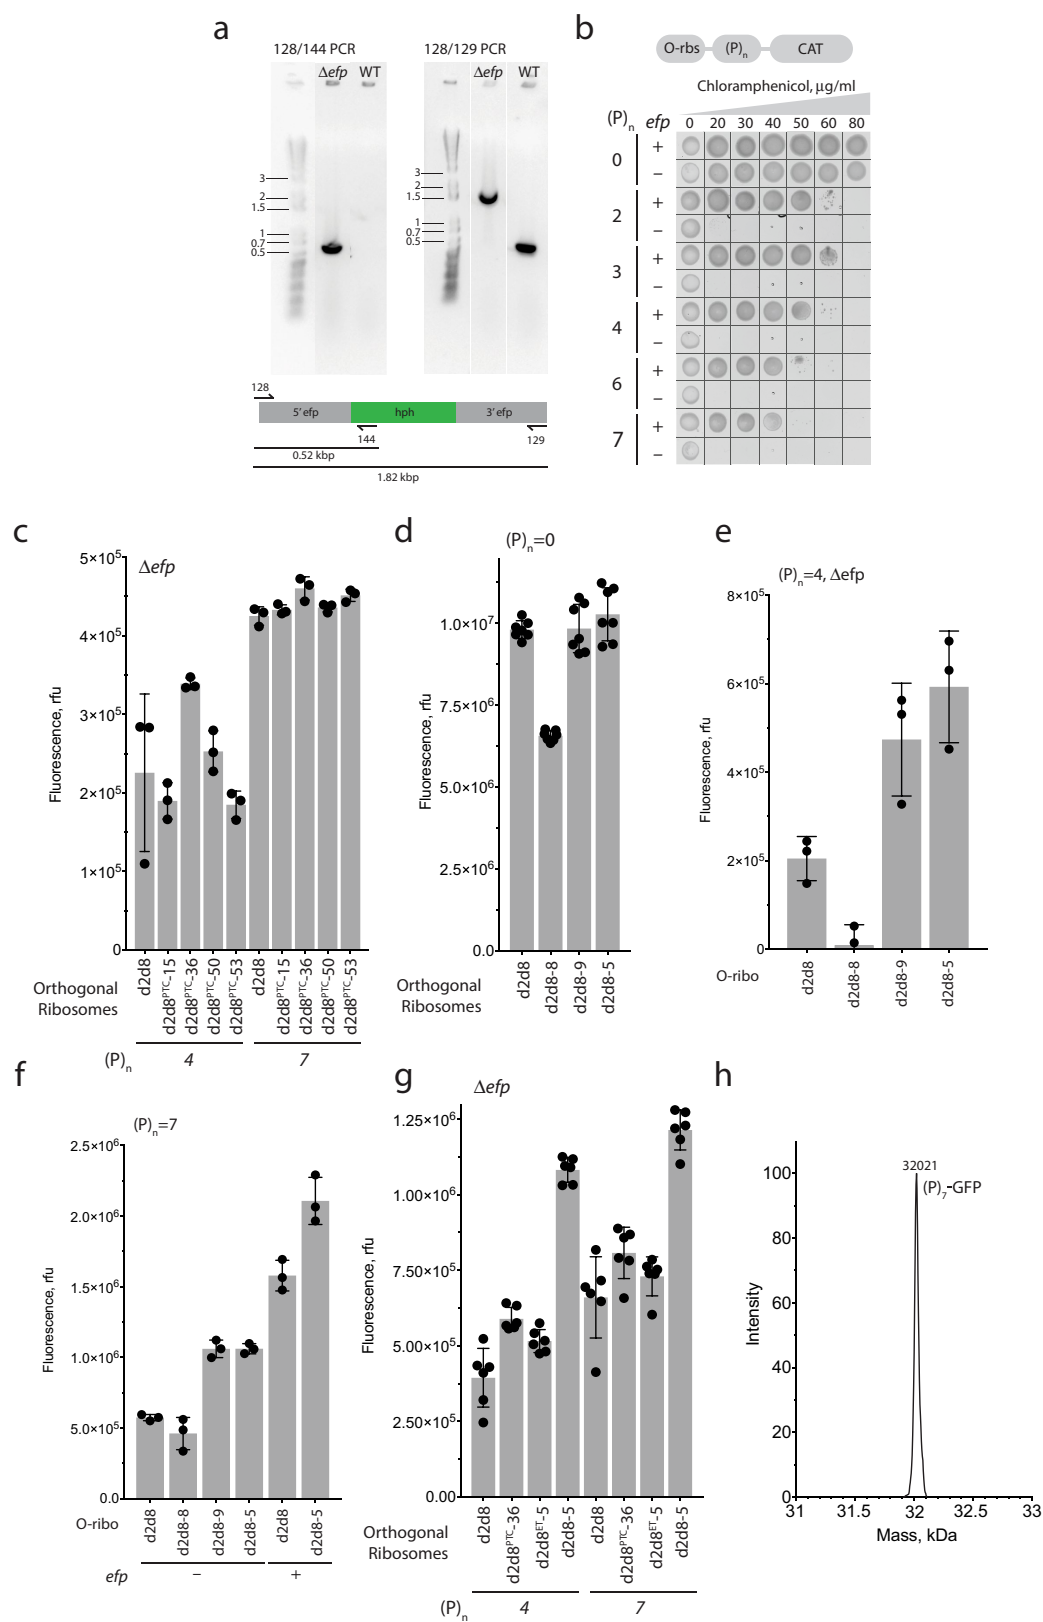 a
128/144 PCR
Δefp
WT
3
2
1.5
1
0.7
0.5
128/129 PCR
Δefp
WT
3
2
1.5
1
0.7
0.5
128
5' efp
hph
3' efp
144
129
0.52 kbp
1.82 kbp
b
O-rbs
(P)n
CAT
Chloramphenicol, µg/ml
(P)n efp 0 20 30 40 50 60 80
0 + −
2 + −
3 + −
4 + −
6 + −
7 + −
c
Δefp
Fluorescence, rfu
5×10⁵
4×10⁵
3×10⁵
2×10⁵
1×10⁵
0
Orthogonal
Ribosomes
d2d8
d2d8ᴾᵀᶜ-15
d2d8ᴾᵀᶜ-36
d2d8ᴾᵀᶜ-50
d2d8ᴾᵀᶜ-53
d2d8
d2d8ᴾᵀᶜ-15
d2d8ᴾᵀᶜ-36
d2d8ᴾᵀᶜ-50
d2d8ᴾᵀᶜ-53
(P)n 4 7
d
(P)n=0
Fluorescence, rfu
1.0×10⁷
7.5×10⁶
5.0×10⁶
2.5×10⁶
0.0
Orthogonal
Ribosomes
d2d8
d2d8-8
d2d8-9
d2d8-5
e
(P)n=4, Δefp
Fluorescence, rfu
8×10⁵
6×10⁵
4×10⁵
2×10⁵
0
O-ribo
d2d8
d2d8-8
d2d8-9
d2d8-5
f
(P)n=7
Fluorescence, rfu
2.5×10⁶
2.0×10⁶
1.5×10⁶
1.0×10⁶
5.0×10⁵
0.0
O-ribo
d2d8
d2d8-8
d2d8-9
d2d8-5
d2d8
d2d8-5
efp − +
g
Δefp
Fluorescence, rfu
1.25×10⁶
1.00×10⁶
7.50×10⁵
5.00×10⁵
2.50×10⁵
0.00
Orthogonal
Ribosomes
d2d8
d2d8ᴾᵀᶜ-36
d2d8ᴱᵀ-5
d2d8-5
d2d8
d2d8ᴾᵀᶜ-36
d2d8ᴱᵀ-5
d2d8-5
(P)n 4 7
h
32021
(P)7-GFP
Intensity
100
80
60
40
20
0
31 31.5 32 32.5 33
Mass, kDa